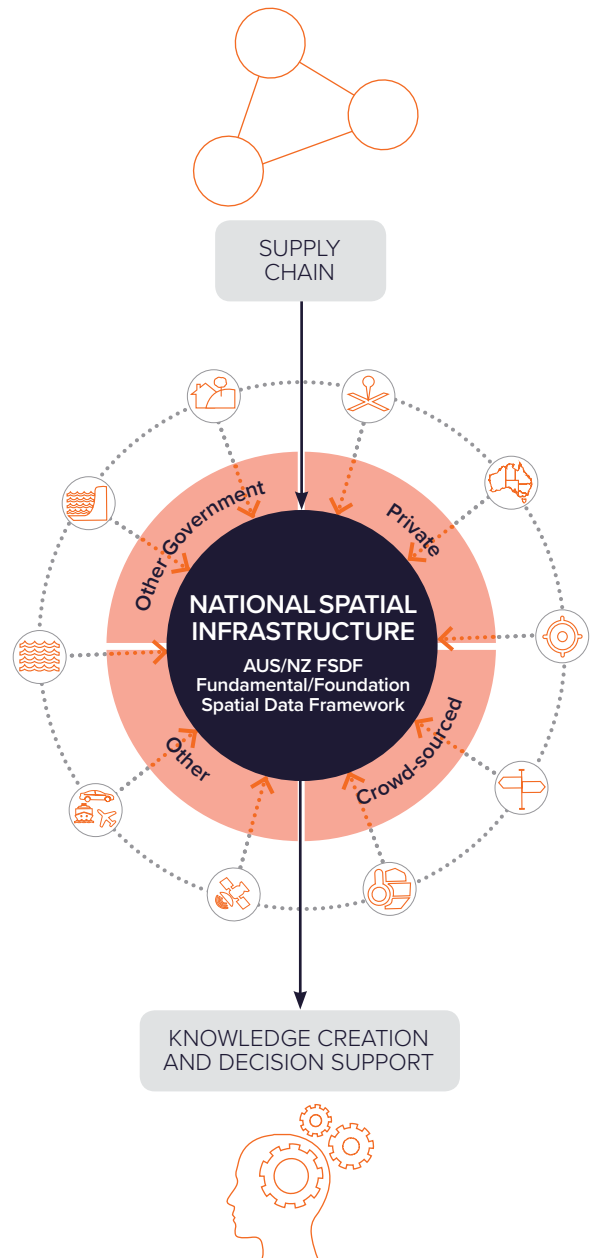 SUPPLY
CHAIN
Other Government
Private
NATIONAL SPATIAL
INFRASTRUCTURE
AUS/NZ FSDF
Fundamental/Foundation
Spatial Data Framework
Other
Crowd-sourced
KNOWLEDGE CREATION
AND DECISION SUPPORT